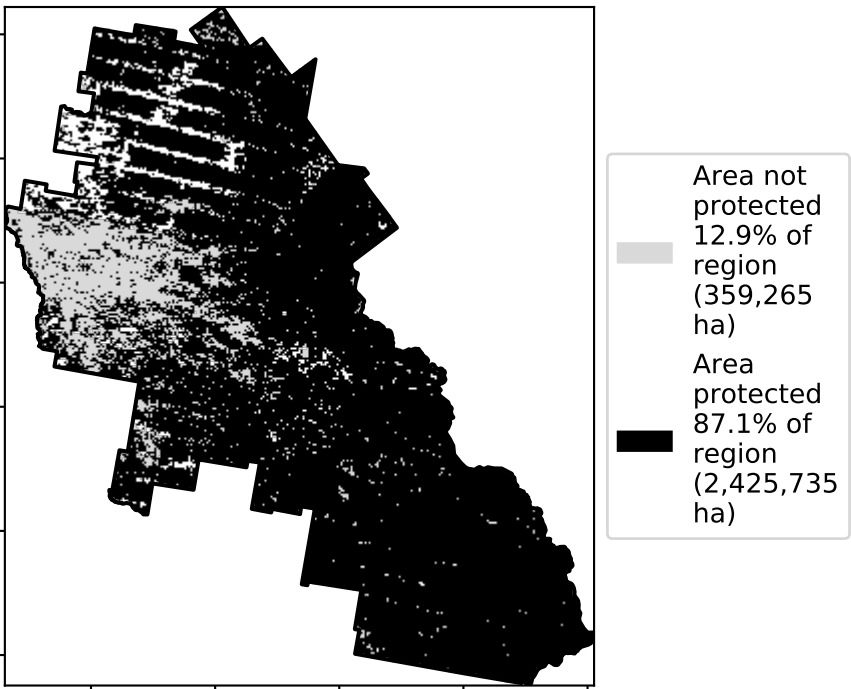 Area not
protected
12.9% of
region
(359,265
ha)
Area
protected
87.1% of
region
(2,425,735
ha)